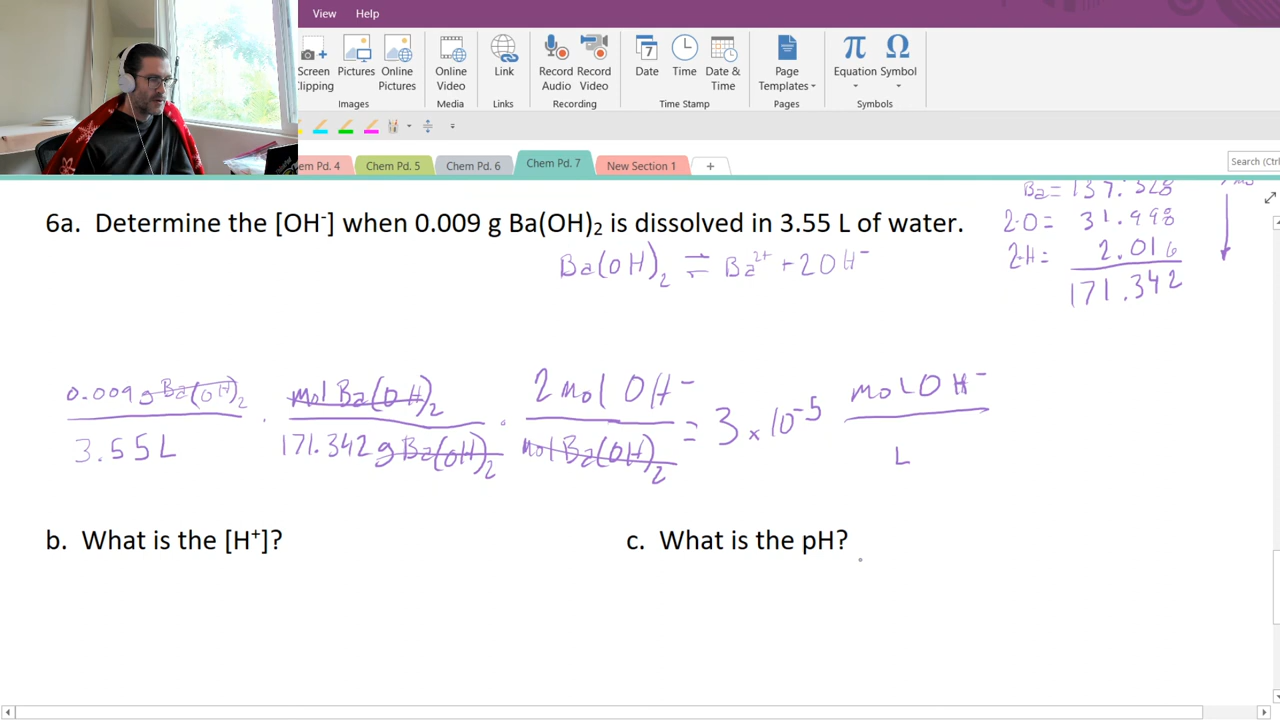 View Help
Screen Clipping
Pictures
Online Pictures
Online Video
Link
Record Audio
Record Video
Date
Time
Date & Time
Page Templates
Equation
Symbol
Images
Media
Links
Recording
Time Stamp
Pages
Symbols
em Pd. 4
Chem Pd. 5
Chem Pd. 6
Chem Pd. 7
New Section 1
+
Search (Ctrl
Ba = 137.328
6a. Determine the [OH⁻] when 0.009 g Ba(OH)₂ is dissolved in 3.55 L of water.
2·O = 31.998
Ba(OH)₂ ⇌ Ba²⁺ + 2OH⁻
2·H = 2.016
171.342
0.009 g Ba(OH)₂ / 3.55 L · mol Ba(OH)₂ / 171.342 g Ba(OH)₂ · 2 mol OH⁻ / mol Ba(OH)₂ = 3 × 10⁻⁵ mol OH⁻ / L
b. What is the [H⁺]?
c. What is the pH?